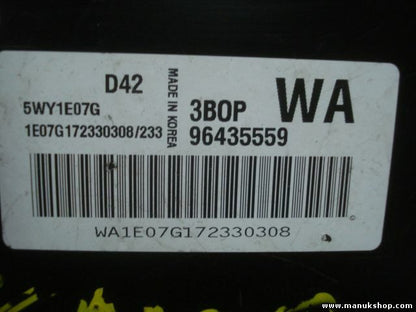 D42
5WY1E07G
1E07G172330308/233
MADE IN KOREA
3BOP
96435559
WA
WA1E07G172330308
www.manukshop.com